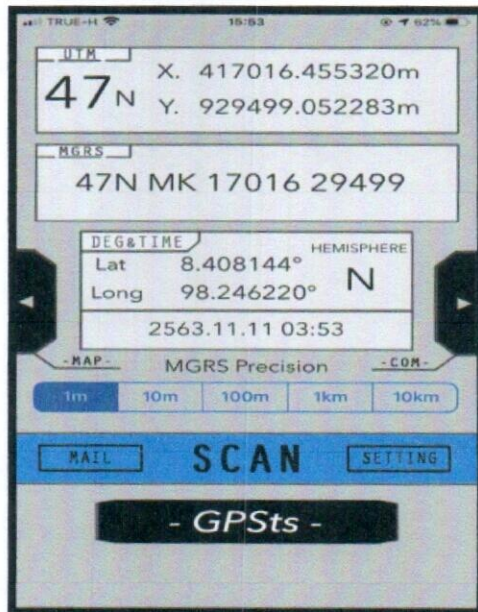 TRUE-H 15:53 62%
UTM
47N X. 417016.455320m
Y. 929499.052283m
MGRS
47N MK 17016 29499
DEG&TIME HEMISPHERE
Lat 8.408144° N
Long 98.246220°
2563.11.11 03:53
-MAP- MGRS Precision -COM-
1m 10m 100m 1km 10km
MAIL SCAN SETTING
- GPSts -